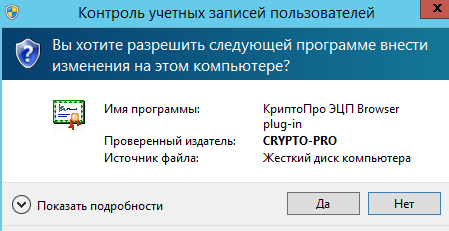 Контроль учетных записей пользователей
Вы хотите разрешить следующей программе внести
изменения на этом компьютере?
Имя программы: КриптоПро ЭЦП Browser
plug-in
Проверенный издатель: CRYPTO-PRO
Источник файла: Жесткий диск компьютера
Показать подробности Да Нет